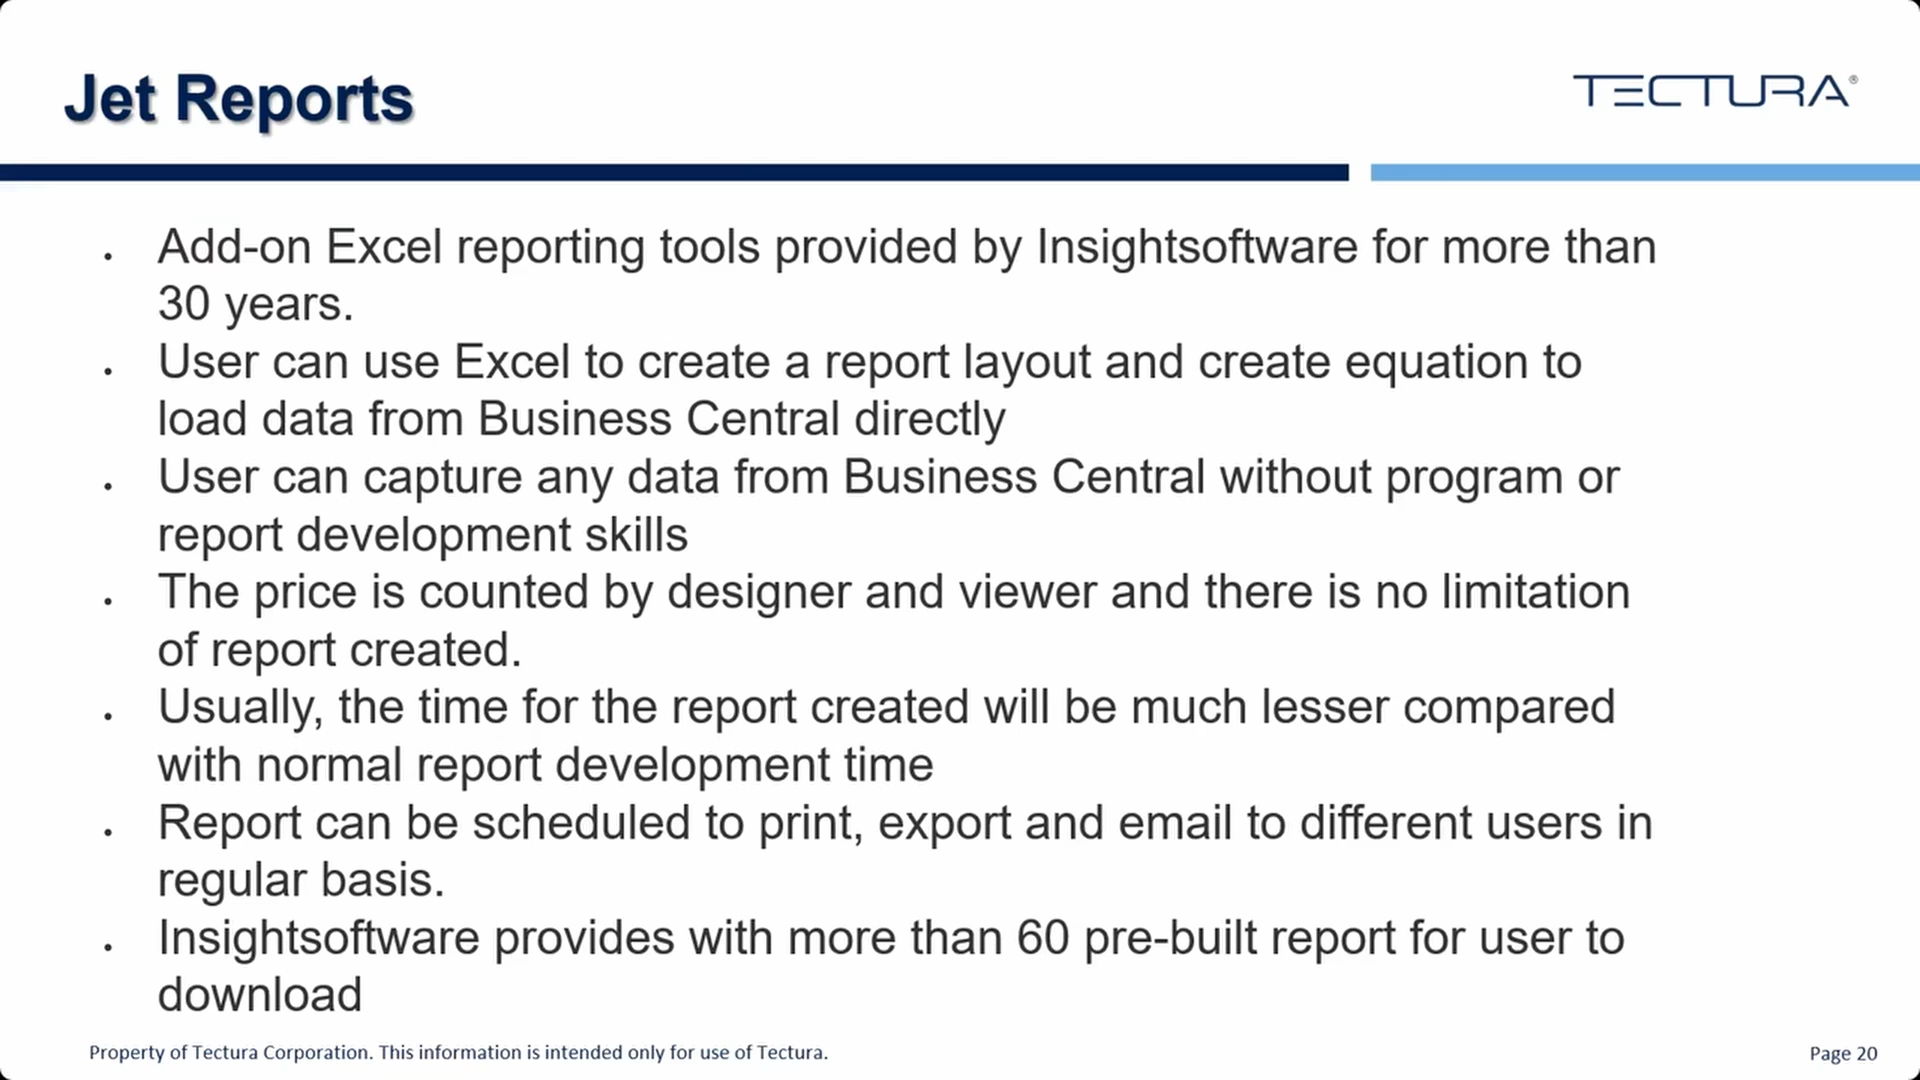 Jet Reports
TECTURA®
• Add-on Excel reporting tools provided by Insightsoftware for more than
30 years.
• User can use Excel to create a report layout and create equation to
load data from Business Central directly
• User can capture any data from Business Central without program or
report development skills
• The price is counted by designer and viewer and there is no limitation
of report created.
• Usually, the time for the report created will be much lesser compared
with normal report development time
• Report can be scheduled to print, export and email to different users in
regular basis.
• Insightsoftware provides with more than 60 pre-built report for user to
download
Property of Tectura Corporation. This information is intended only for use of Tectura.
Page 20